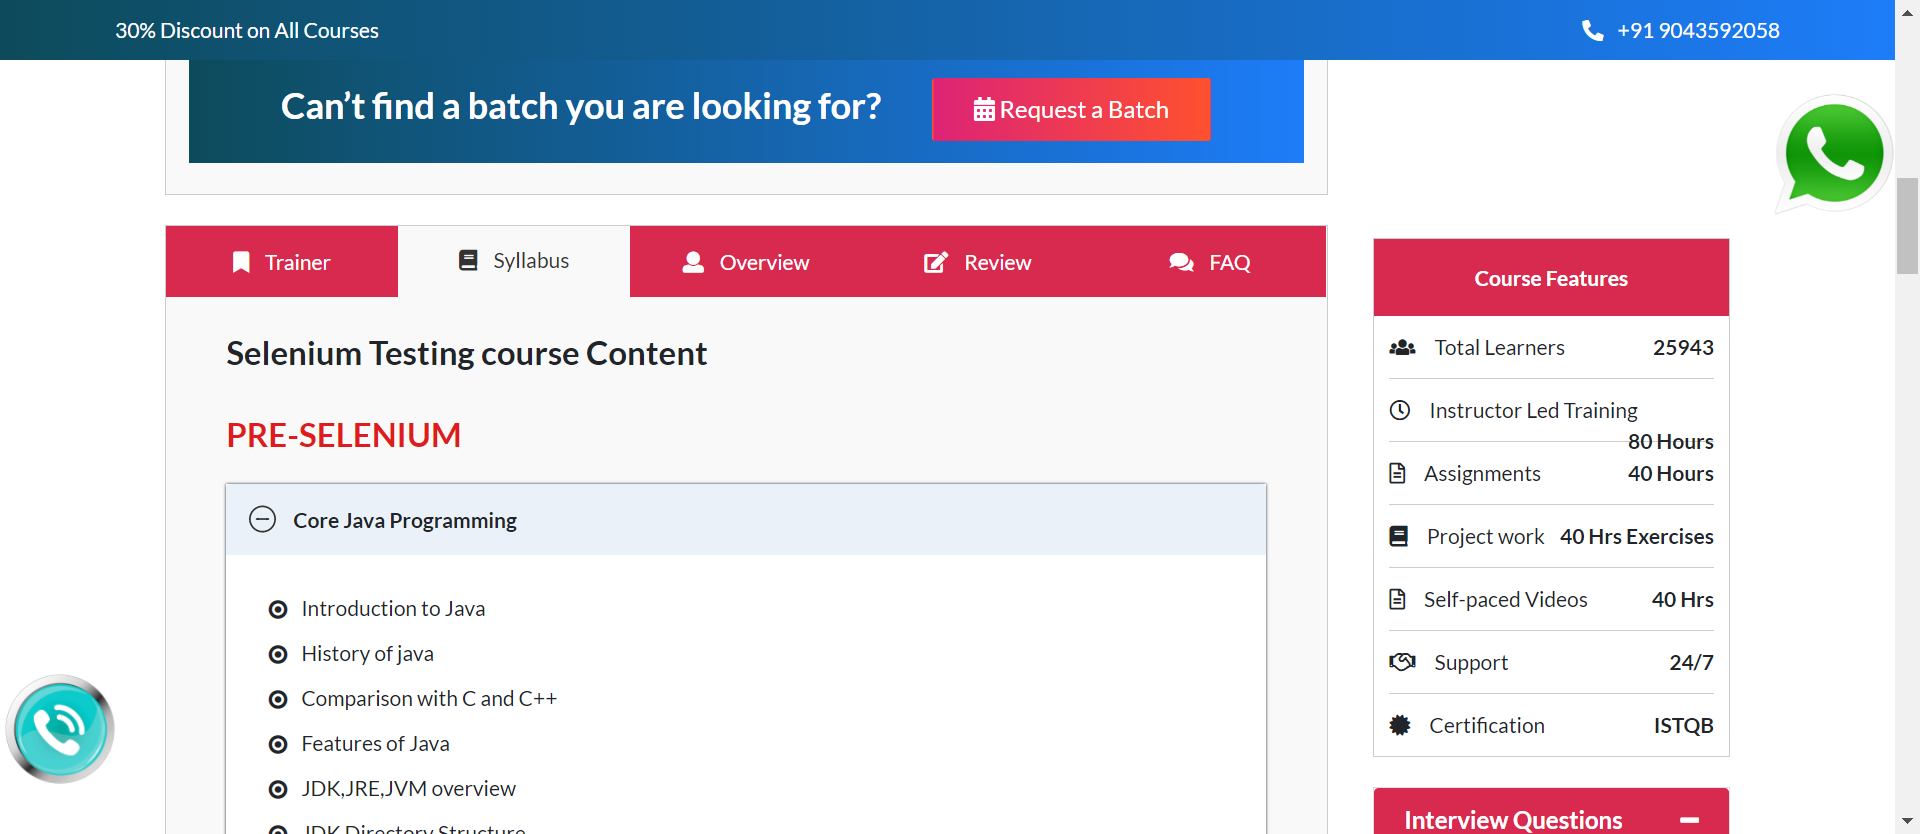 30% Discount on All Courses
+91 9043592058
Can’t find a batch you are looking for?
Request a Batch
Trainer
Syllabus
Overview
Review
FAQ
Selenium Testing course Content
PRE-SELENIUM
Core Java Programming
Introduction to Java
History of java
Comparison with C and C++
Features of Java
JDK,JRE,JVM overview
JDK Directory Structure
Course Features
Total Learners 25943
Instructor Led Training
80 Hours
Assignments 40 Hours
Project work 40 Hrs Exercises
Self-paced Videos 40 Hrs
Support 24/7
Certification ISTQB
Interview Questions